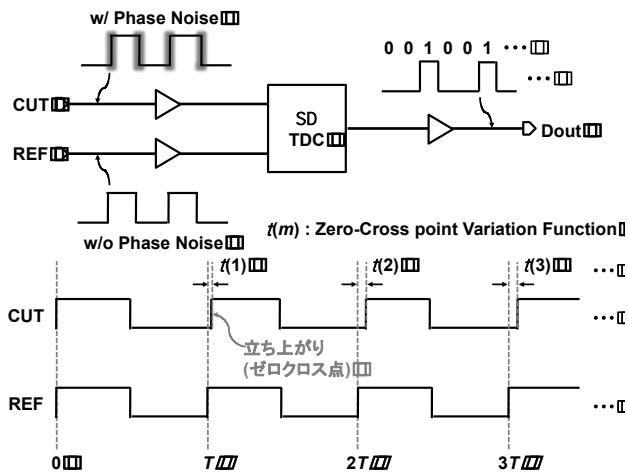 w/ Phase Noise
0 0 1 0 0 1 ・・・
・・・
CUT
SD
TDC
Dout
REF
w/o Phase Noise
t(m) : Zero-Cross point Variation Function
t(1) t(2) t(3) ・・・
CUT ・・・
立ち上がり
(ゼロクロス点)
REF ・・・
0 T 2T 3T